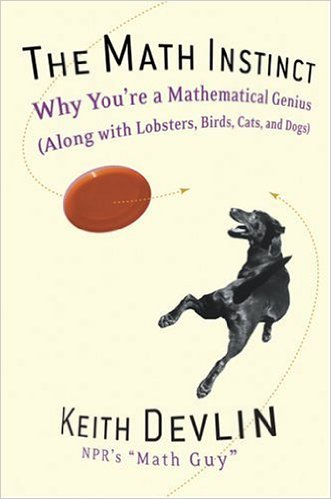 THE MATH INSTINCT
Why You're a Mathematical Genius
(Along with Lobsters, Birds, Cats, and Dogs)
KEITH DEVLIN
NPR's "Math Guy"